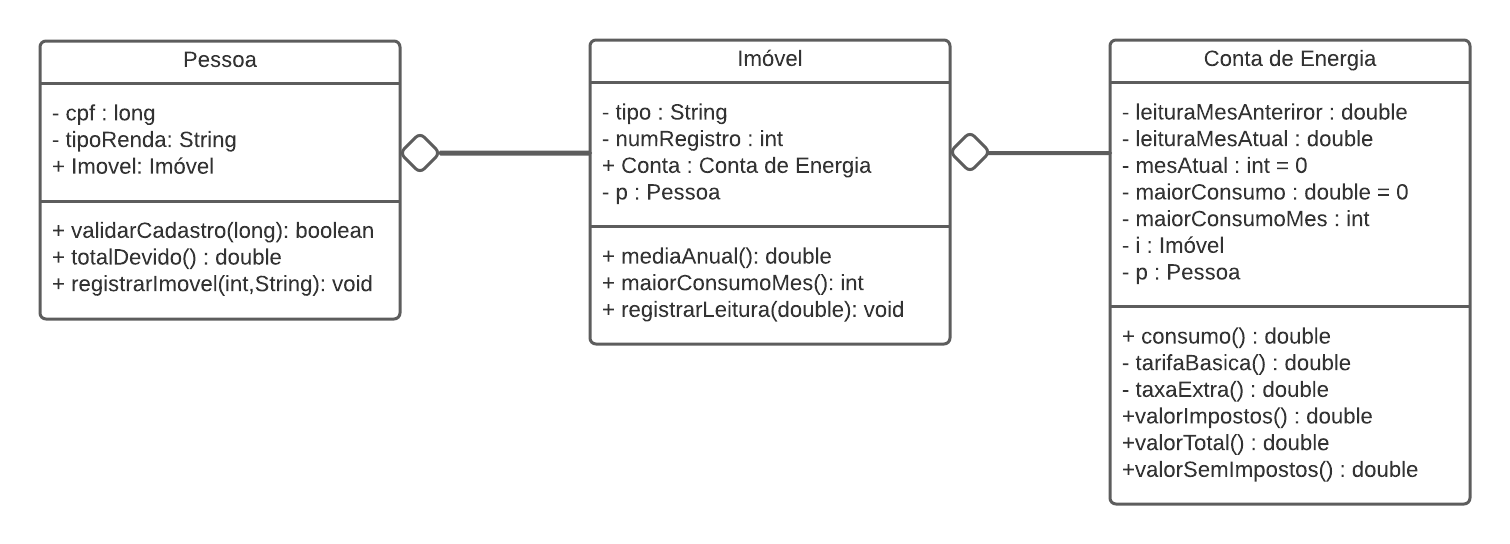 Pessoa
- cpf : long
- tipoRenda: String
+ Imovel: Imóvel
+ validarCadastro(long): boolean
+ totalDevido() : double
+ registrarImovel(int,String): void
Imóvel
- tipo : String
- numRegistro : int
+ Conta : Conta de Energia
- p : Pessoa
+ mediaAnual(): double
+ maiorConsumoMes(): int
+ registrarLeitura(double): void
Conta de Energia
- leituraMesAnteriror : double
- leituraMesAtual : double
- mesAtual : int = 0
- maiorConsumo : double = 0
- maiorConsumoMes : int
- i : Imóvel
- p : Pessoa
+ consumo() : double
- tarifaBasica() : double
- taxaExtra() : double
+valorImpostos() : double
+valorTotal() : double
+valorSemImpostos() : double